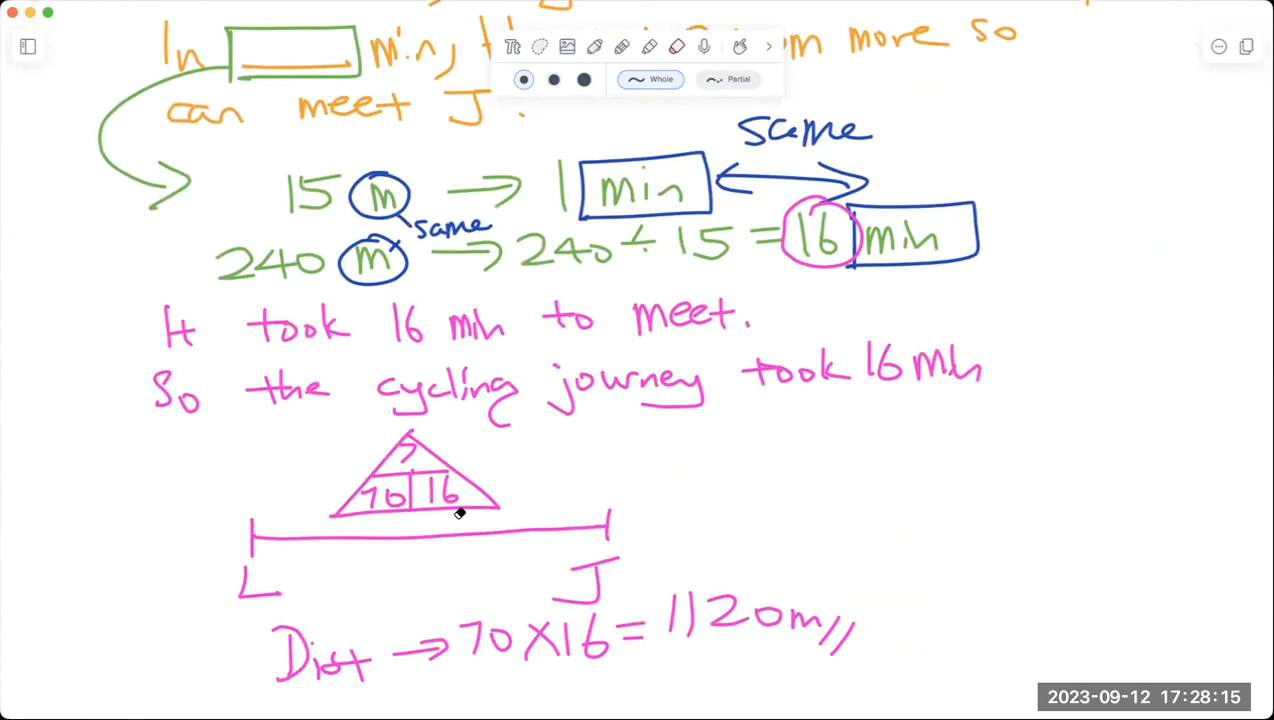 In ____ min,
more so
can meet J.
Whole
Partial
same
15 m → 1 min
same
240 m → 240 ÷ 15 = 16 min
It took 16 min to meet.
So the cycling journey took 16 min
?
70 16
L J
Dist → 70 × 16 = 1120m //
2023-09-12 17:28:15